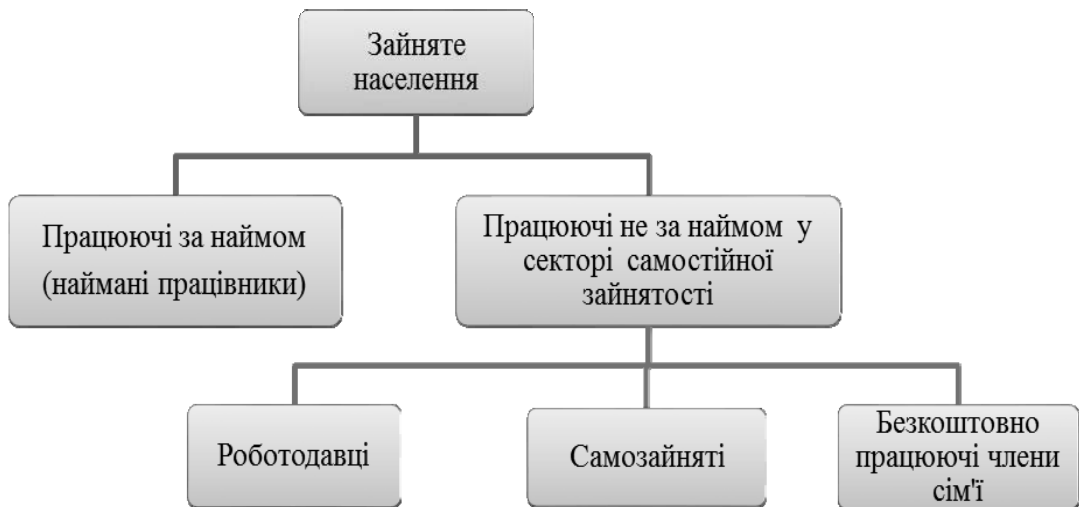 Зайняте
населення
Працюючі за наймом
(наймані працівники)
Працюючі не за наймом у
секторі самостійної
зайнятості
Роботодавці
Самозайняті
Безкоштовно
працюючі члени
сім'ї